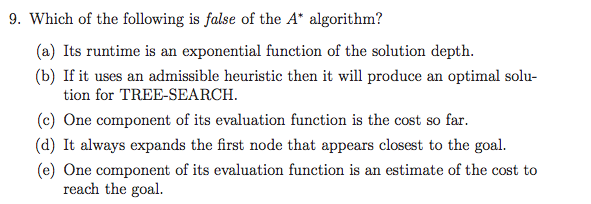 9. Which of the following is false of the A* algorithm?
(a) Its runtime is an exponential function of the solution depth.
(b) If it uses an admissible heuristic then it will produce an optimal solu-
tion for TREE-SEARCH.
(c) One component of its evaluation function is the cost so far.
(d) It always expands the first node that appears closest to the goal.
(e) One component of its evaluation function is an estimate of the cost to
reach the goal.